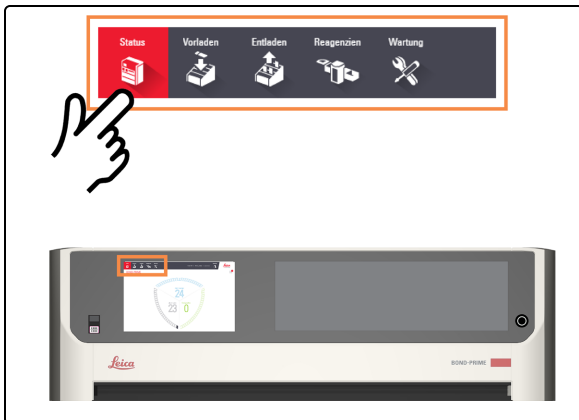 Status Vorladen Entladen Reagenzien Wartung
24
23 0
Leica
BOND-PRIME